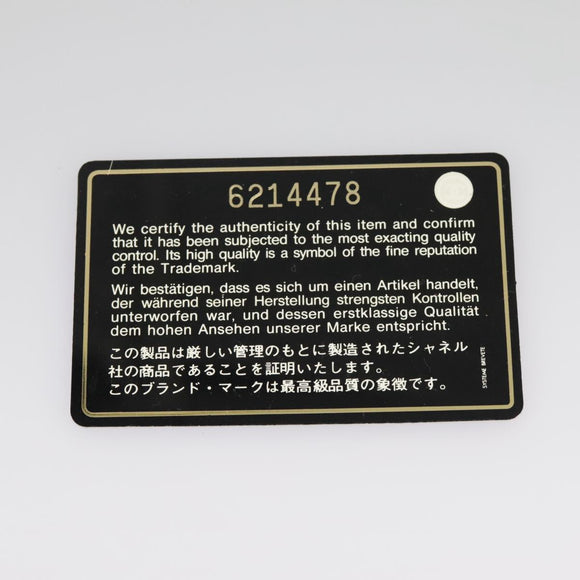 6214478
We certify the authenticity of this item and confirm
that it has been subjected to the most exacting quality
control. Its high quality is a symbol of the fine reputation
of the Trademark.
Wir bestätigen, dass es sich um einen Artikel handelt,
der während seiner Herstellung strengsten Kontrollen
unterworfen war, und dessen erstklassige Qualität
dem hohen Ansehen unserer Marke entspricht.
この製品は厳しい管理のもとに製造されたシャネル
社の商品であることを証明いたします。
このブランド・マークは最高級品質の象徴です。